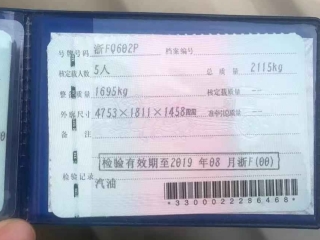 号牌号码 浙FQ602P 档案编号
核定载人数 5人 总质量 2115kg
整备质量 1695kg 核定载质量
外廓尺寸 4753×1811×1458mm 准牵引总质量
备注
检验有效期至2019年08月浙F(00)
检验记录
汽油
*3300022286468*